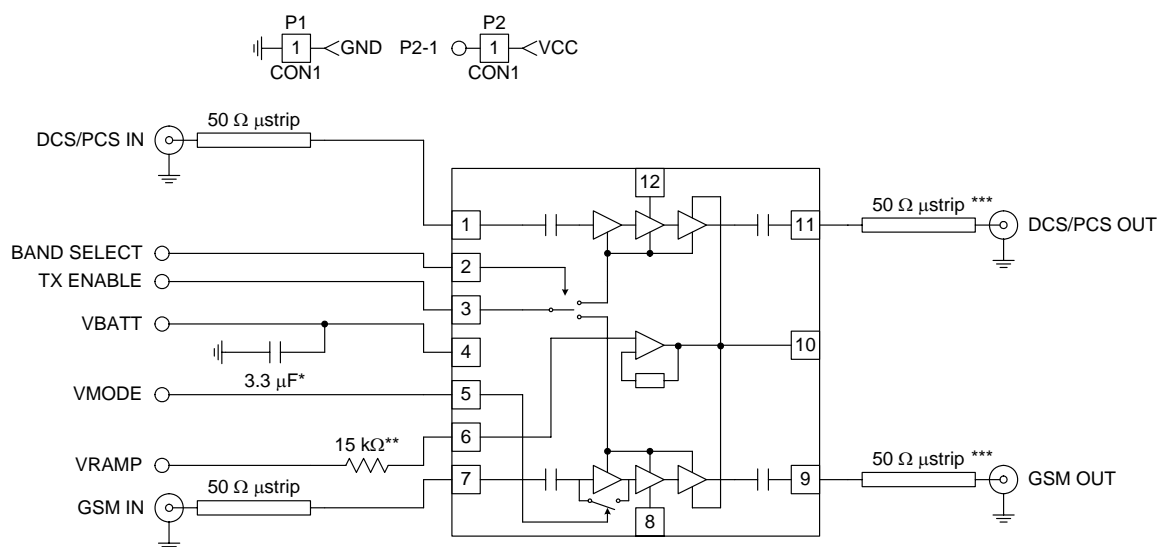 P1
P2
1
GND
P2-1
1
VCC
CON1
CON1
50 Ω μstrip
DCS/PCS IN
12
50 Ω μstrip ***
1
11
DCS/PCS OUT
BAND SELECT
2
TX ENABLE
3
VBATT
4
10
3.3 μF*
VMODE
5
6
15 kΩ**
50 Ω μstrip ***
VRAMP
7
9
GSM OUT
50 Ω μstrip
GSM IN
8